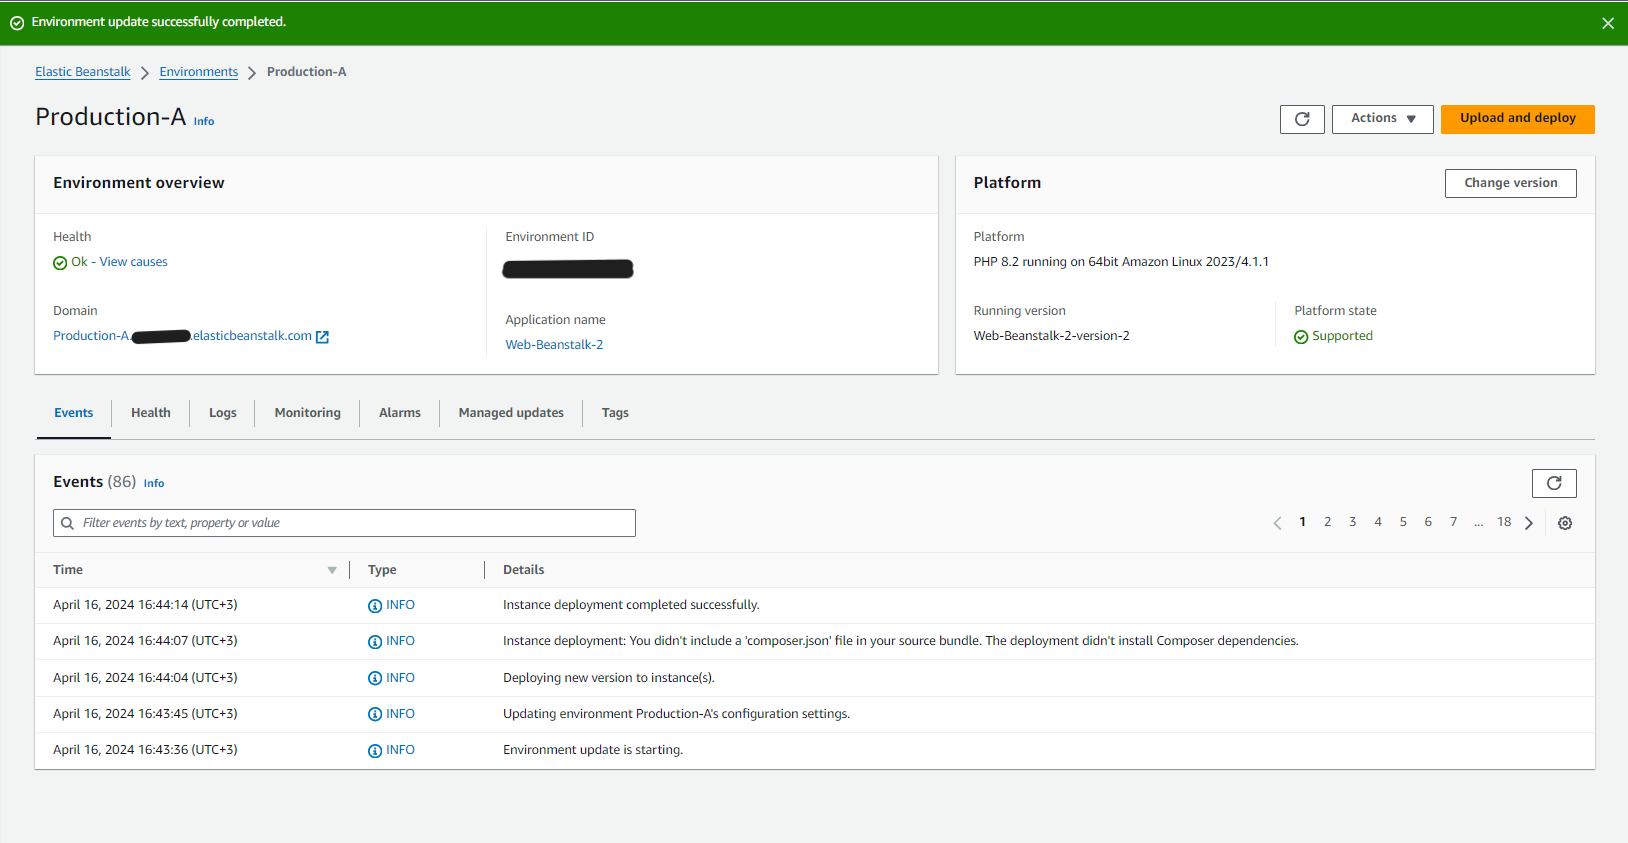 Environment update successfully completed.
Elastic Beanstalk > Environments > Production-A
Production-A Info
Actions
Upload and deploy
Environment overview
Health
Ok - View causes
Domain
Production-A. .elasticbeanstalk.com
Environment ID
Application name
Web-Beanstalk-2
Platform
Change version
Platform
PHP 8.2 running on 64bit Amazon Linux 2023/4.1.1
Running version
Web-Beanstalk-2-version-2
Platform state
Supported
Events Health Logs Monitoring Alarms Managed updates Tags
Events (86) Info
Filter events by text, property or value
1 2 3 4 5 6 7 ... 18
Time Type Details
April 16, 2024 16:44:14 (UTC+3) INFO Instance deployment completed successfully.
April 16, 2024 16:44:07 (UTC+3) INFO Instance deployment: You didn't include a 'composer.json' file in your source bundle. The deployment didn't install Composer dependencies.
April 16, 2024 16:44:04 (UTC+3) INFO Deploying new version to instance(s).
April 16, 2024 16:43:45 (UTC+3) INFO Updating environment Production-A's configuration settings.
April 16, 2024 16:43:36 (UTC+3) INFO Environment update is starting.